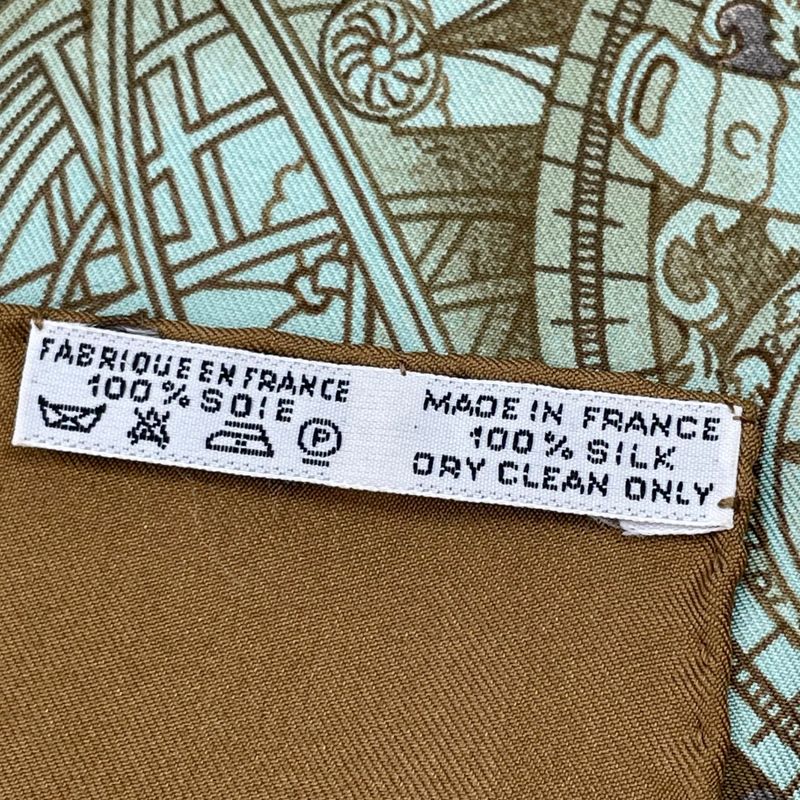 FABRIQUE EN FRANCE
100% SOIE
P
MADE IN FRANCE
100% SILK
DRY CLEAN ONLY